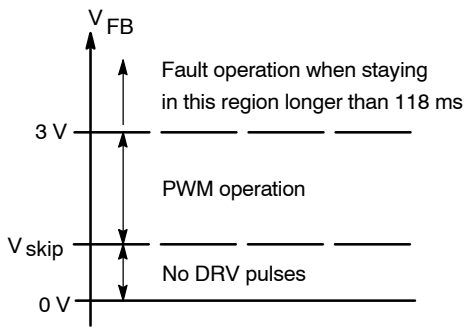 V FB
Fault operation when staying
in this region longer than 118 ms
3 V
PWM operation
V skip
No DRV pulses
0 V